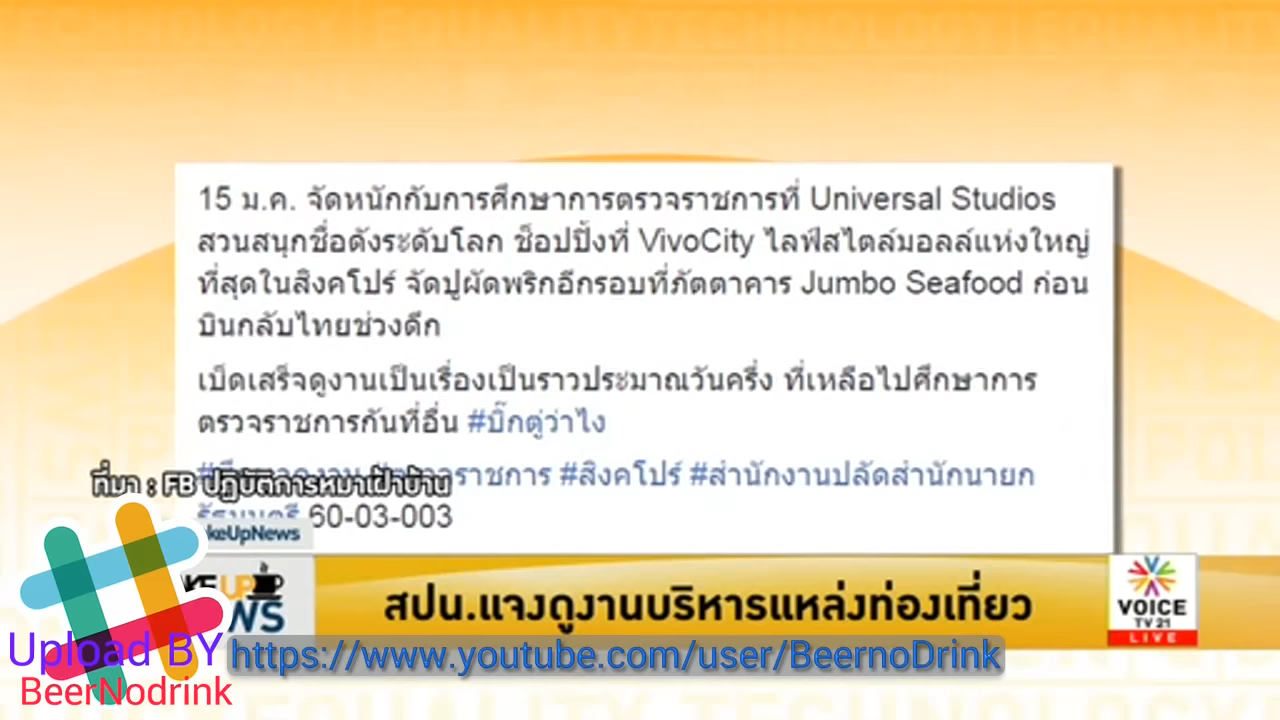 15 ม.ค. จัดหนักกับการศึกษาการตรวจราชการที่ Universal Studios
สวนสนุกชื่อดังระดับโลก ช็อปปิ้งที่ VivoCity ไลฟ์สไตล์มอลล์แห่งใหญ่
ที่สุดในสิงคโปร์ จัดปูผัดพริกอีกรอบที่ภัตตาคาร Jumbo Seafood ก่อน
บินกลับไทยช่วงดึก
เบ็ดเสร็จดูงานเป็นเรื่องเป็นราวประมาณวันครึ่ง ที่เหลือไปศึกษาการ
ตรวจราชการกันที่อื่น #บิ๊กตู่ว่าไง
#สิงคโปร์ #สำนักงานปลัดสำนักนายก
รัฐมนตรี 60-03-003
ที่มา : FB ปฏิบัติการหมาเฝ้าบ้าน
keUpNews
UP
สปน.แจงดูงานบริหารแหล่งท่องเที่ยว
VOICE
TV 21
LIVE
Upload BY
BeerNodrink
https://www.youtube.com/user/BeernoDrink